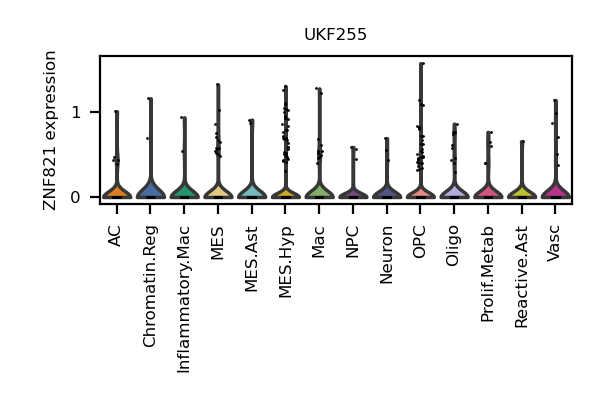 UKF255
ZNF821 expression
1
0
AC
Chromatin.Reg
Inflammatory.Mac
MES
MES.Ast
MES.Hyp
Mac
NPC
Neuron
OPC
Oligo
Prolif.Metab
Reactive.Ast
Vasc